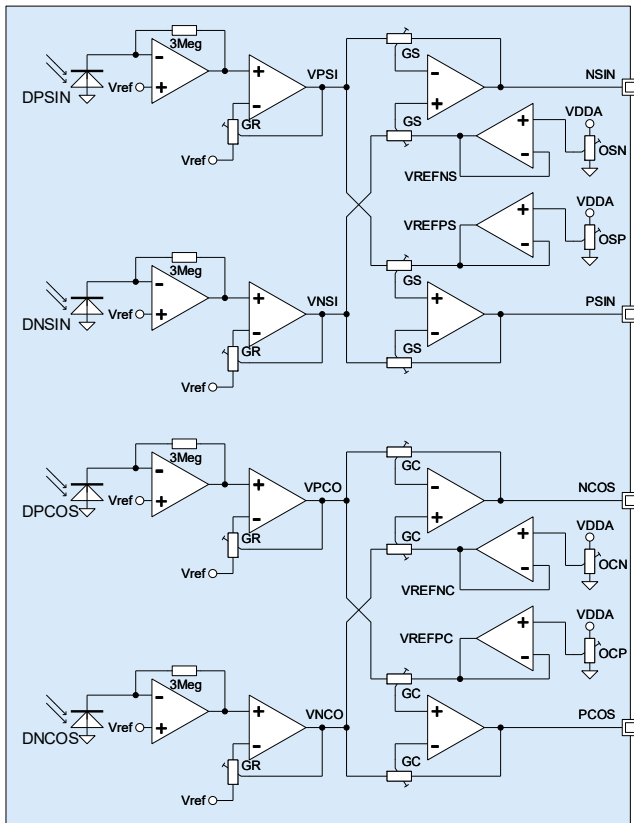 3Meg
GS
NSIN
VPSI
DPSIN
Vref
GR
GS
VDDA
OSN
Vref
VREFNS
VDDA
VREFPS
OSP
3Meg
GS
VNSI
PSIN
DNSIN
Vref
GR
GS
Vref
3Meg
GC
VPCO
NCOS
DPCOS
Vref
GR
GC
VDDA
OCN
Vref
VREFNC
VDDA
VREFPC
OCP
3Meg
GC
VNCO
PCOS
DNCOS
Vref
GR
GC
Vref